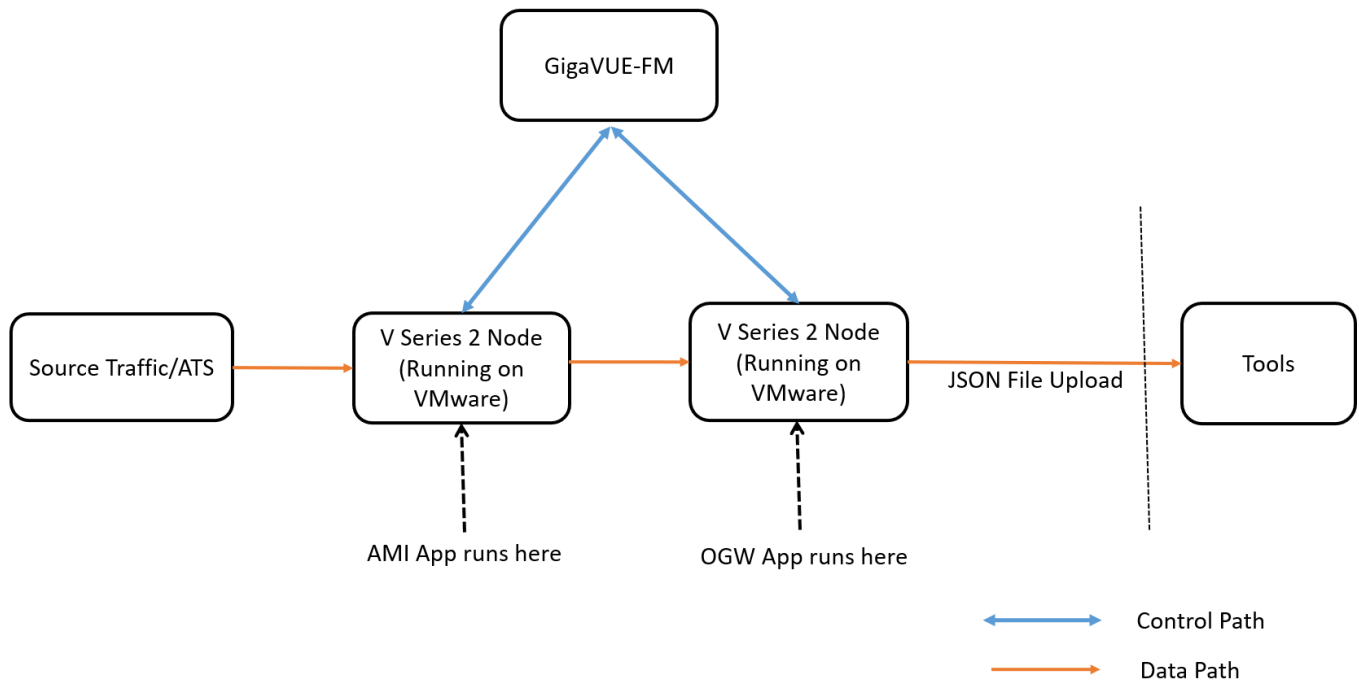 GigaVUE-FM
Source Traffic/ATS
V Series 2 Node
(Running on
VMware)
V Series 2 Node
(Running on
VMware)
JSON File Upload
Tools
AMI App runs here
OGW App runs here
Control Path
Data Path